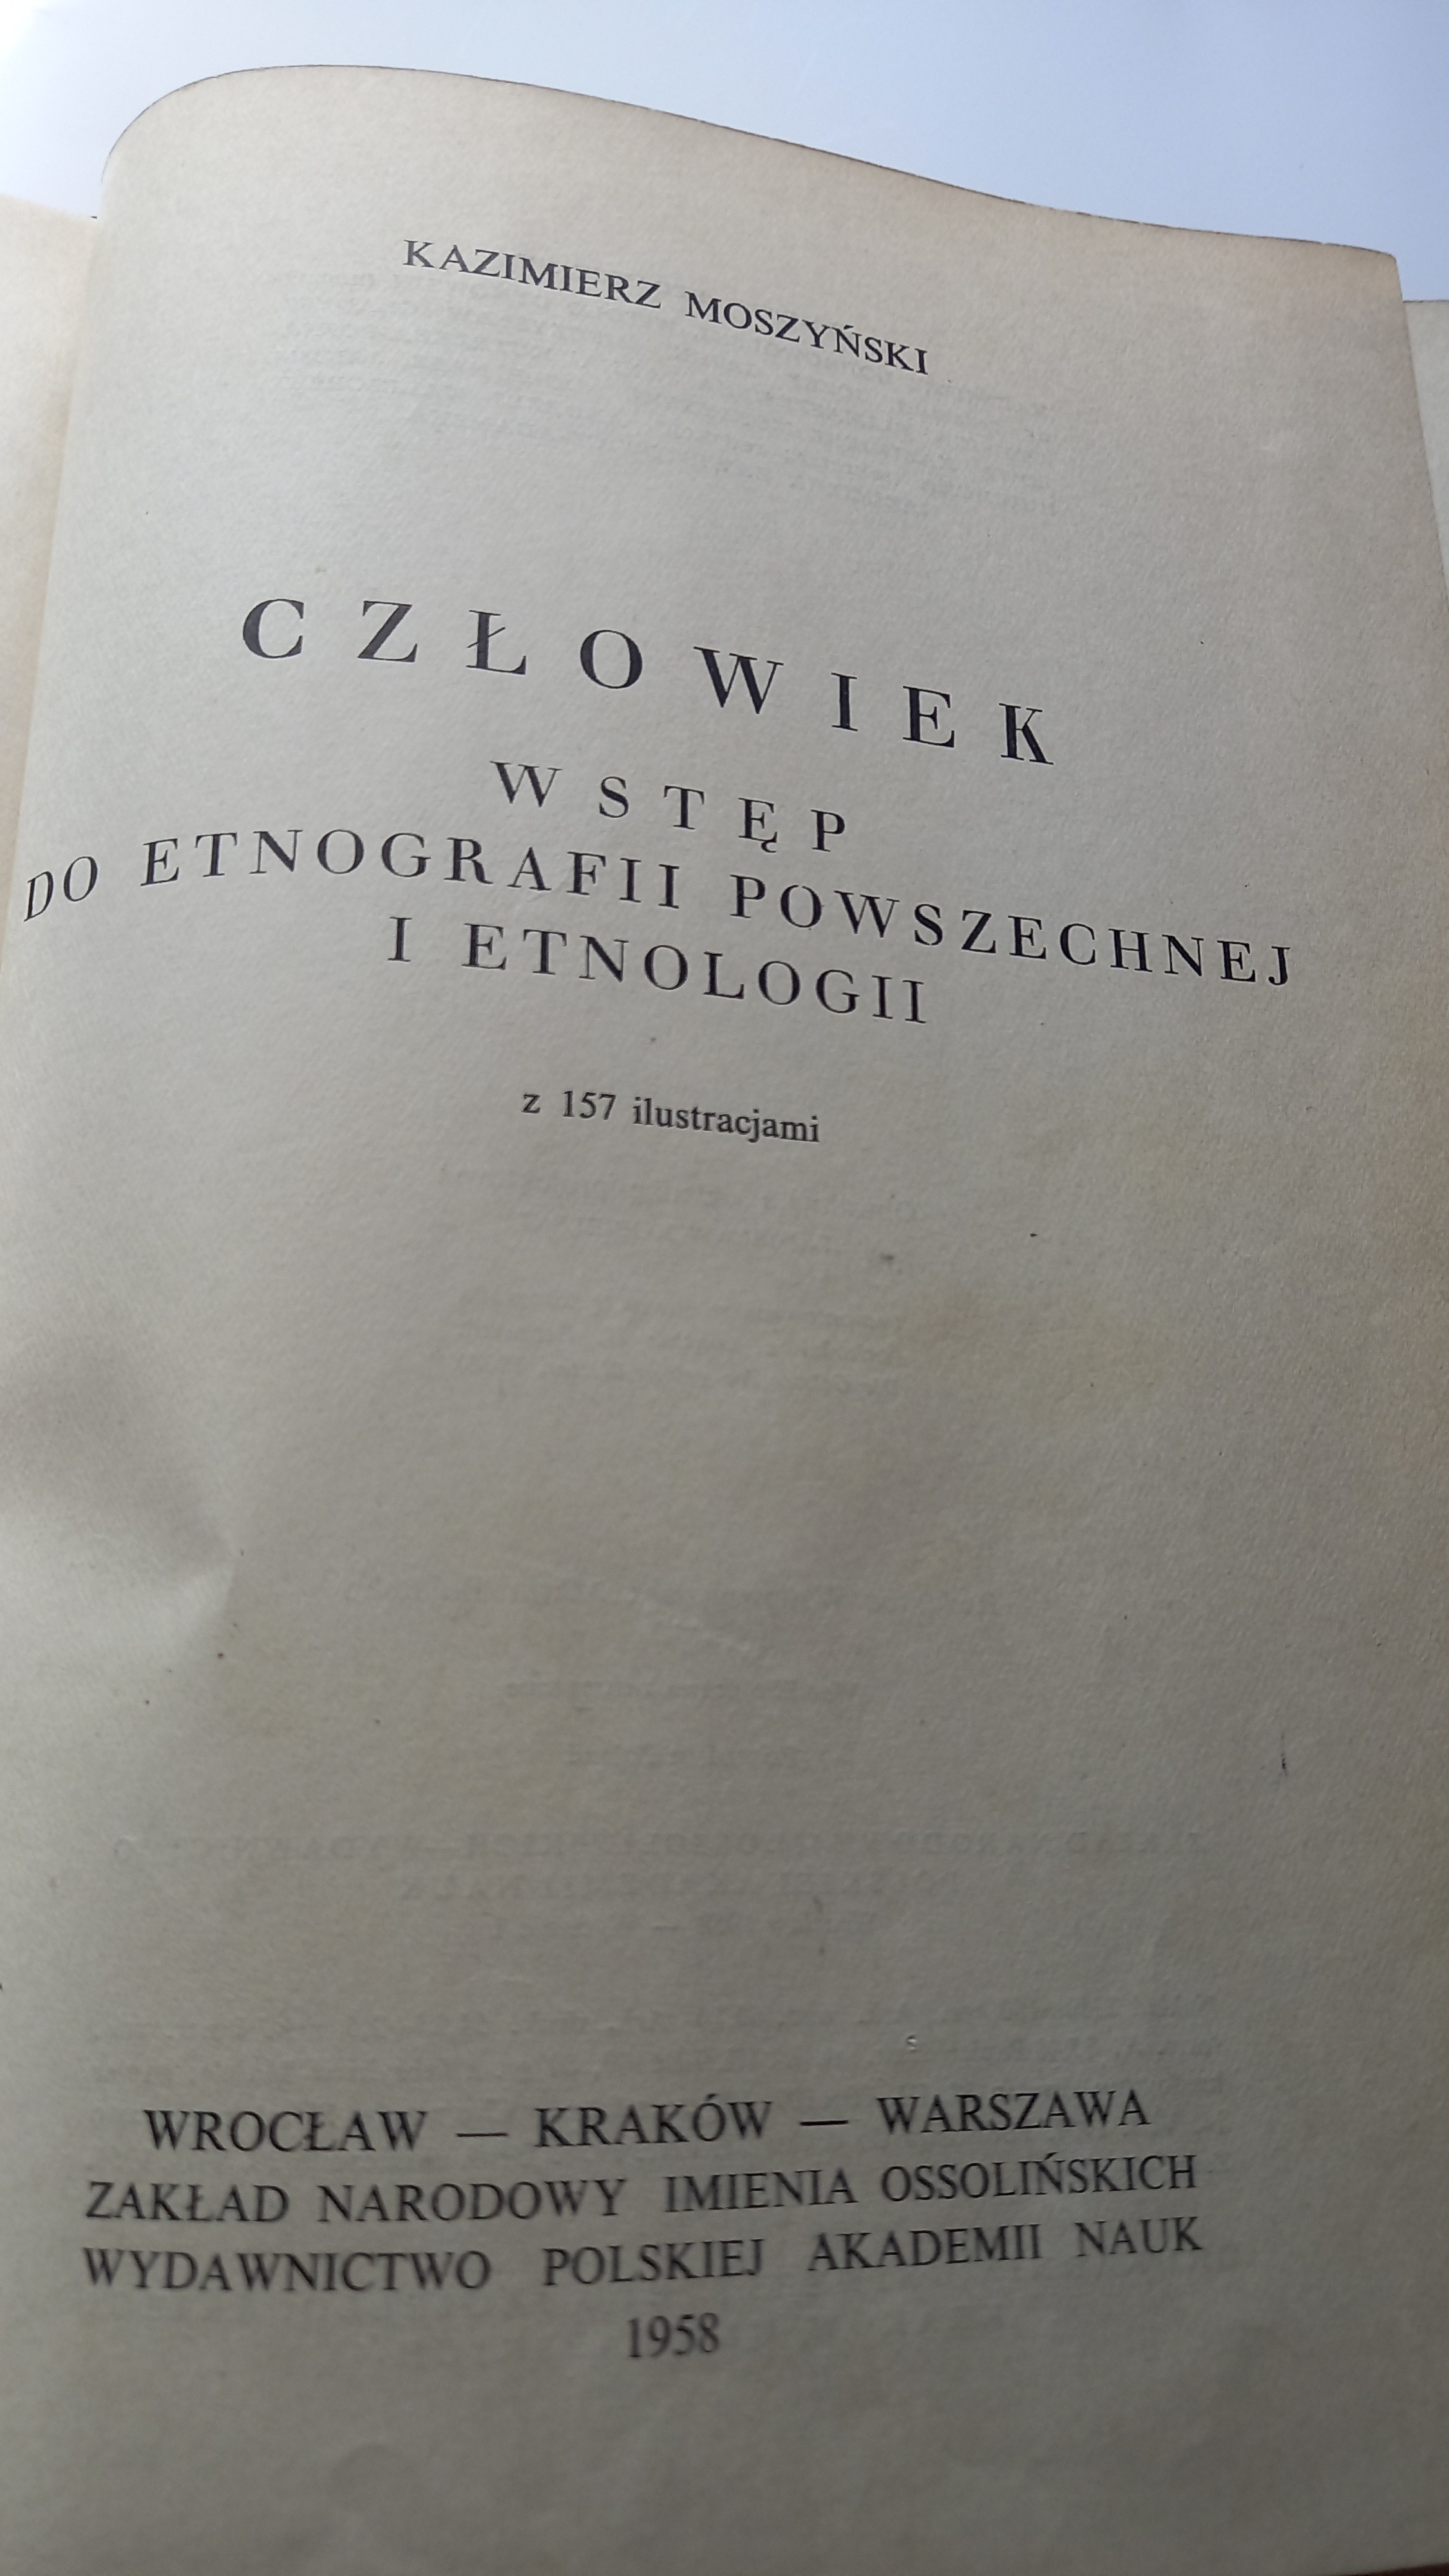 KAZIMIERZ MOSZYŃSKI
CZŁOWIEK
WSTĘP
DO ETNOGRAFII POWSZECHNEJ
I ETNOLOGII
z 157 ilustracjami
WROCŁAW — KRAKÓW — WARSZAWA
ZAKŁAD NARODOWY IMIENIA OSSOLIŃSKICH
WYDAWNICTWO POLSKIEJ AKADEMII NAUK
1958